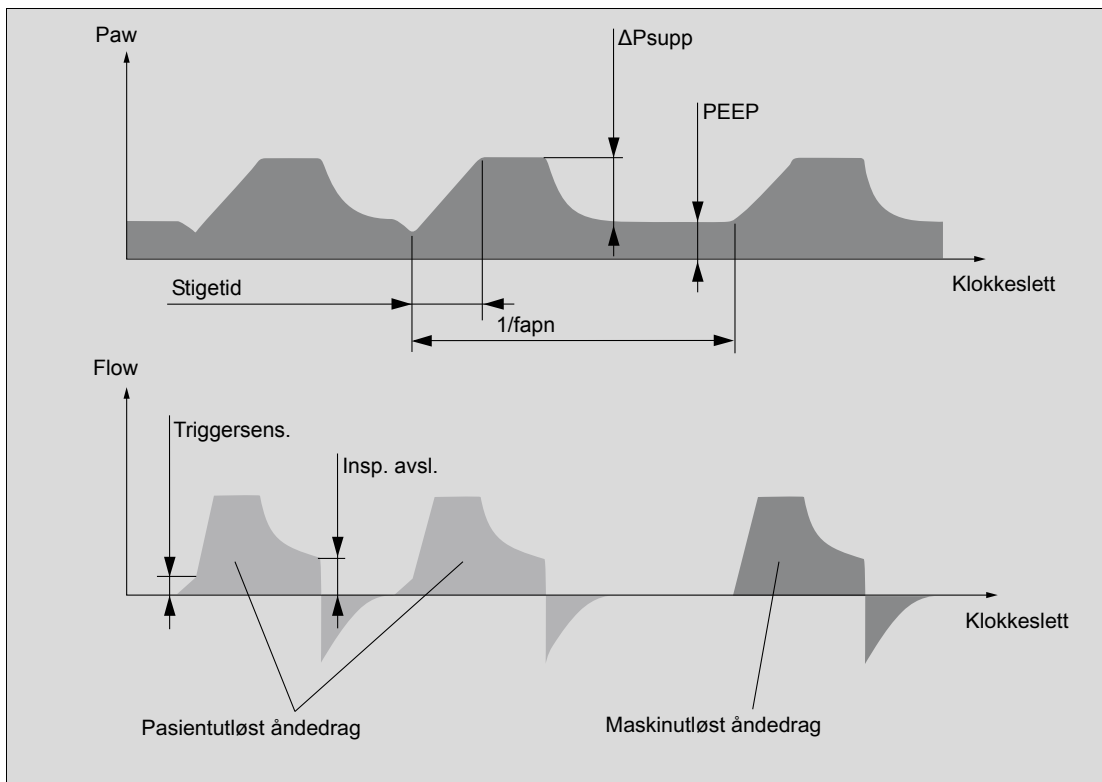 Paw
ΔPsupp
PEEP
Klokkeslett
Stigetid
1/fapn
Flow
Triggersens.
Insp. avsl.
Klokkeslett
Pasientutløst åndedrag
Maskinutløst åndedrag